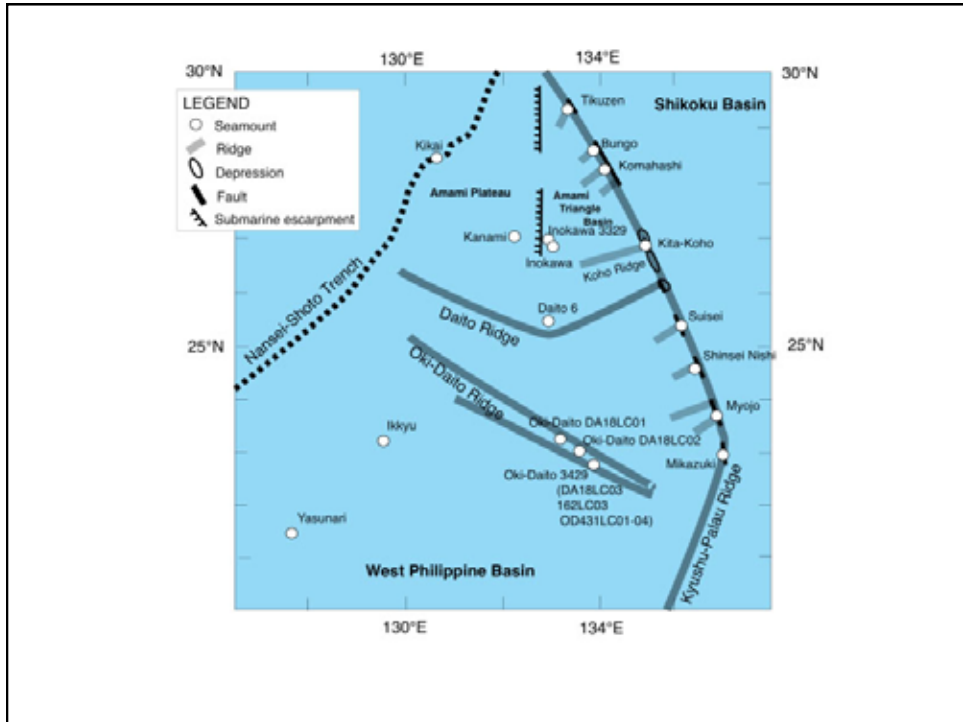 130°E
134°E
30°N
30°N
LEGEND
Seamount
Ridge
Depression
Fault
Submarine escarpment
Tikuzen
Shikoku Basin
Bungo
Komahashi
Kikai
Amami Plateau
Amami
Triangle
Basin
Kanami
Inokawa 3329
Inokawa
Kita-Koho
Koho Ridge
Nansei-Shoto Trench
Daito 6
Daito Ridge
Suisei
25°N
25°N
Shinsei Nishi
Oki-Daito Ridge
Myojo
Ikkyu
Oki-Daito DA18LC01
Oki-Daito DA18LC02
Mikazuki
Oki-Daito 3429
(DA18LC03
162LC03
OD431LC01-04)
Kyushu-Palau Ridge
Yasunari
West Philippine Basin
130°E
134°E